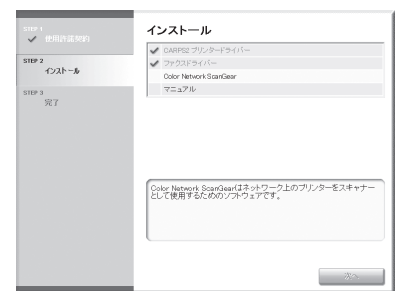 STEP 1
使用許諾契約
STEP 2
インストール
STEP 3
完了
インストール
CARPS2 プリンタードライバー
ファクスドライバー
Color Network ScanGear
マニュアル
Color Network ScanGearはネットワーク上のプリンターをスキャナー
として使用するためのソフトウェアです。
次へ